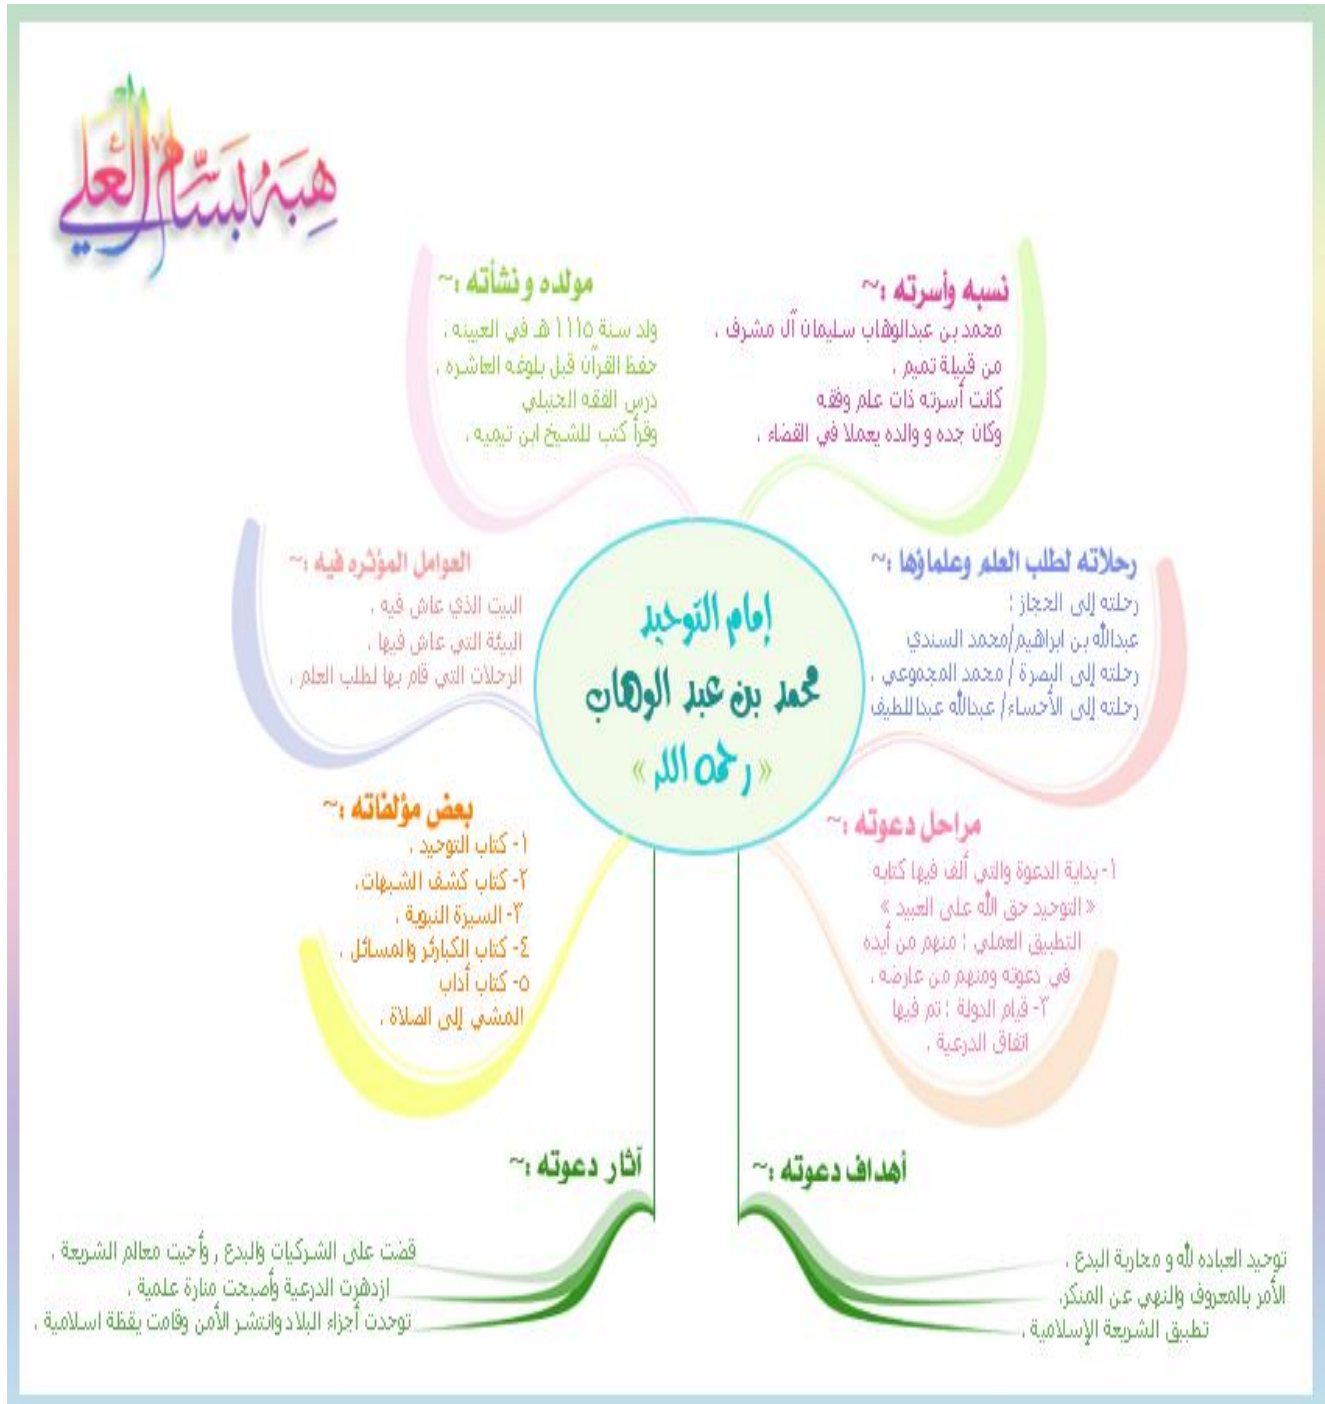 هبة بسام العلي
نسبه وأسرته :~
محمد بن عبدالوهاب سليمان آل مشرف .
من قبيلة تميم .
كانت أسرته ذات علم وفقه
وكان جده و والده يعملا في القضاء .
مولده و نشأته :~
ولد سنة ١١١٥ هـ في العيينه .
حفظ القرآن قبل بلوغه العاشره .
درس الفقه الحنبلي
وقرأ كتب للشيخ ابن تيميه .
رحلاته لطلب العلم وعلماؤها :~
رحلته إلى الحجاز :
عبدالله بن ابراهيم/محمد السندي
رحلته إلى البصرة / محمد المجموعي .
رحلته إلى الأحساء/ عبدالله عبداللطيف
العوامل المؤثره فيه :~
البيت الذي عاش فيه .
البيئة التي عاش فيها .
الرحلات التي قام بها لطلب العلم .
إمام التوحيد
محمد بن عبد الوهاب
« رحمه الله »
مراحل دعوته :~
١- بداية الدعوة والتي ألف فيها كتابه
« التوحيد حق الله على العبيد »
التطبيق العملي : منهم من أيده
في دعوته ومنهم من عارضه .
٣- قيام الدولة : تم فيها
اتفاق الدرعية .
بعض مؤلفاته :~
١- كتاب التوحيد .
٢- كتاب كشف الشبهات.
٣- السيرة النبوية .
٤- كتاب الكبارئر والمسائل .
٥- كتاب أداب
المشي إلى الصلاة .
أهداف دعوته :~
توحيد العباده لله و محاربة البدع .
الأمر بالمعروف والنهي عن المنكر.
تطبيق الشريعة الإسلامية .
آثار دعوته :~
قضت على الشركيات والبدع , وأحيت معالم الشريعة .
ازدهرت الدرعية وأصبحت منارة علمية .
توحدت أجزاء البلاد وانتشر الأمن وقامت يقظة اسلامية .